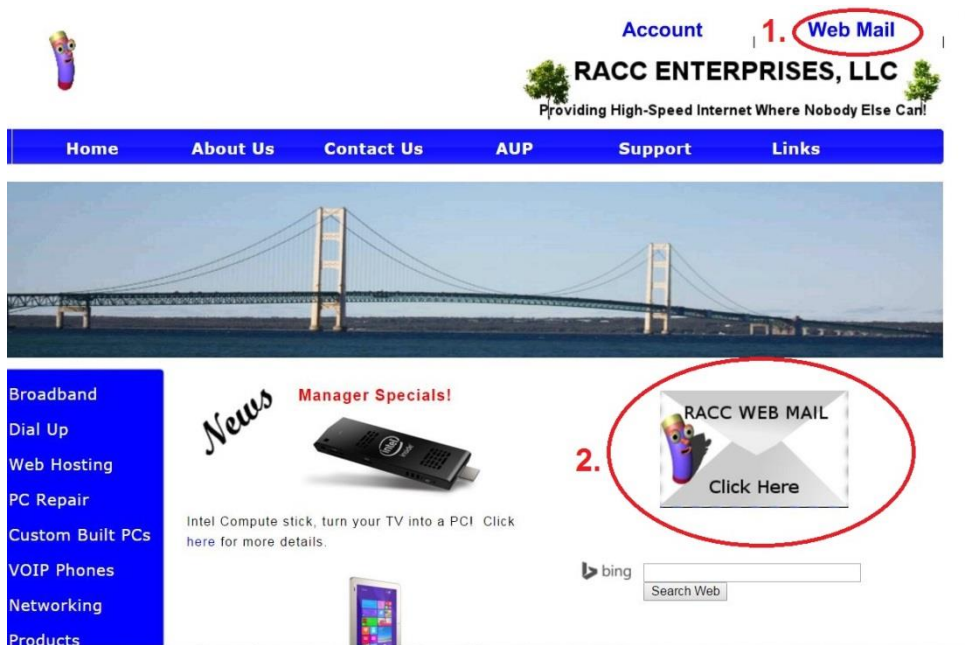 Account
1. Web Mail
RACC ENTERPRISES, LLC
Providing High-Speed Internet Where Nobody Else Can!
Home About Us Contact Us AUP Support Links
Broadband
Dial Up
Web Hosting
PC Repair
Custom Built PCs
VOIP Phones
Networking
Products
News
Manager Specials!
intel
inside
Intel Compute stick, turn your TV into a PC! Click
here for more details.
2.
RACC WEB MAIL
Click Here
bing
Search Web